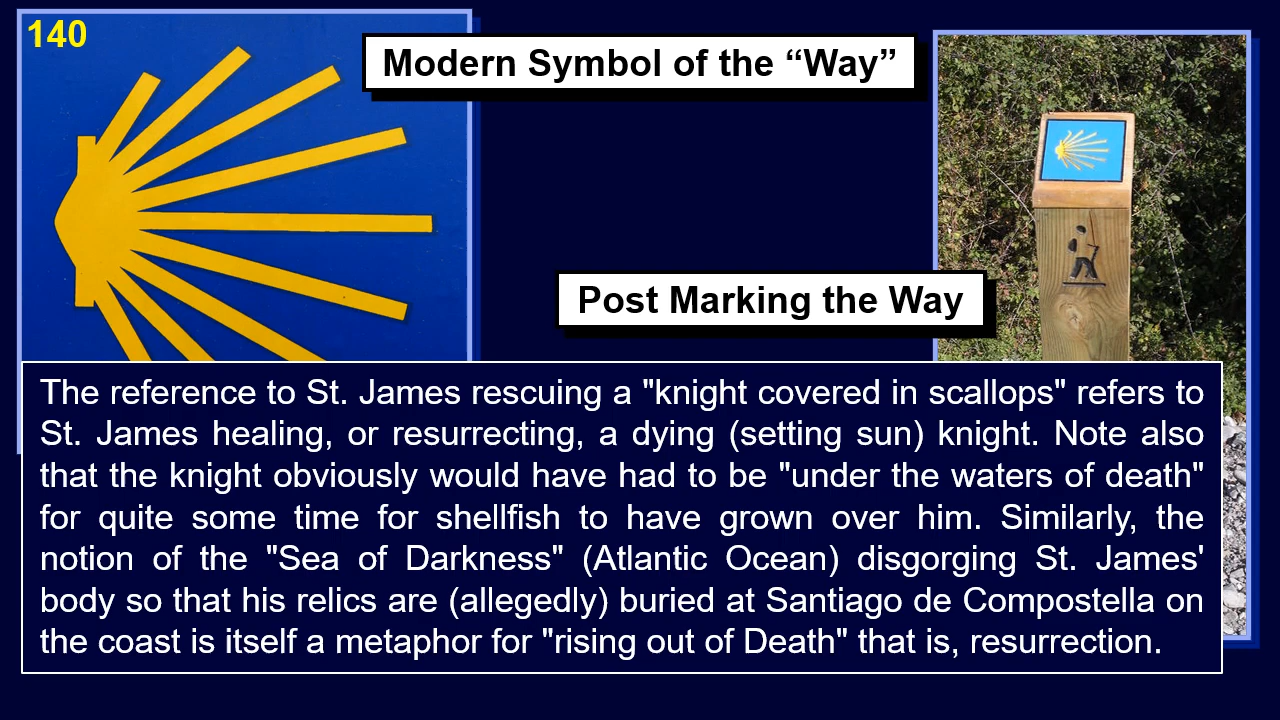 140
Modern Symbol of the “Way”
Post Marking the Way
The reference to St. James rescuing a "knight covered in scallops" refers to
St. James healing, or resurrecting, a dying (setting sun) knight. Note also
that the knight obviously would have had to be "under the waters of death"
for quite some time for shellfish to have grown over him. Similarly, the
notion of the "Sea of Darkness" (Atlantic Ocean) disgorging St. James'
body so that his relics are (allegedly) buried at Santiago de Compostella on
the coast is itself a metaphor for "rising out of Death" that is, resurrection.